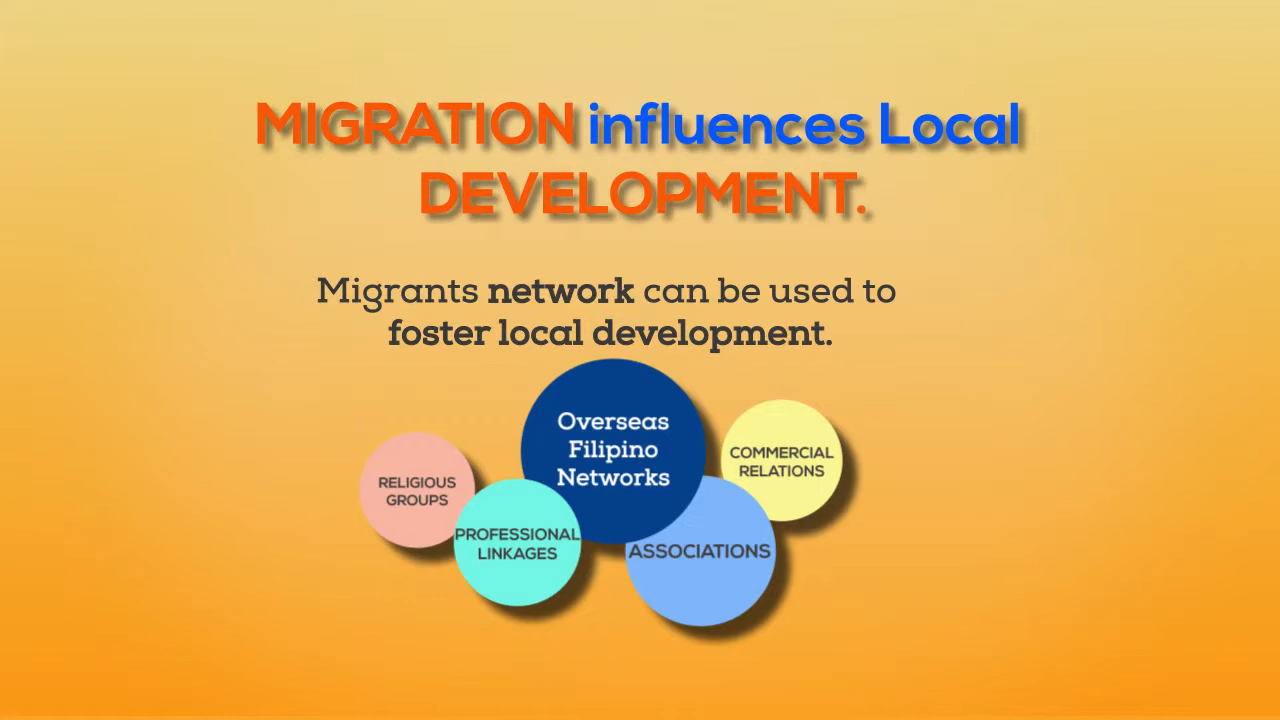 MIGRATION influences Local
DEVELOPMENT.
Migrants network can be used to
foster local development.
Overseas
Filipino
Networks
COMMERCIAL
RELATIONS
RELIGIOUS
GROUPS
PROFESSIONAL
LINKAGES
ASSOCIATIONS